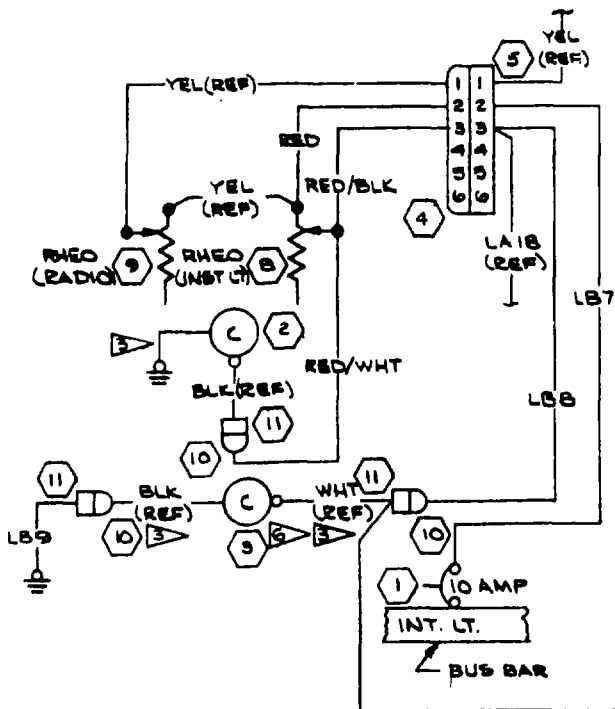 YEL
(REF)
5
YEL(REF)
1 1
2 2
3 3
4 4
5 5
6 6
RED
YEL
(REF)
RED/BLK
4
LA18
(REF)
RHEO
(RADIO)
9
RHEO
(INST LT)
8
LB7
C
2
3
RED/WHT
BLK(REF)
LB8
11
10
11
BLK
(REF)
C
WHT
(REF)
11
LB9
10
3
3
6
3
10
1
10 AMP
INT. LT.
BUS BAR